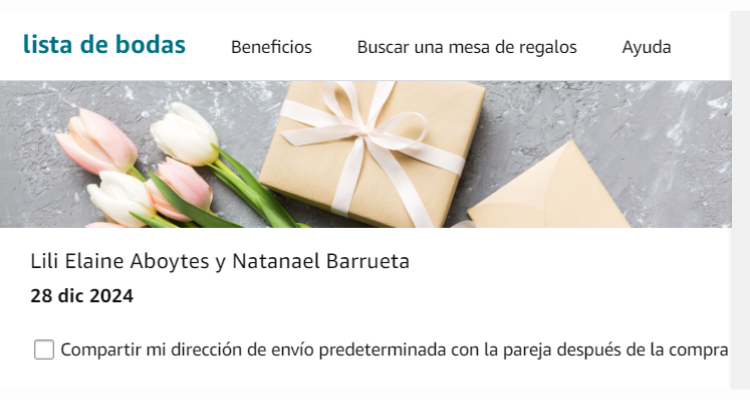 lista de bodas Beneficios Buscar una mesa de regalos Ayuda
Lili Elaine Aboytes y Natanael Barrueta
28 dic 2024
Compartir mi dirección de envío predeterminada con la pareja después de la compra